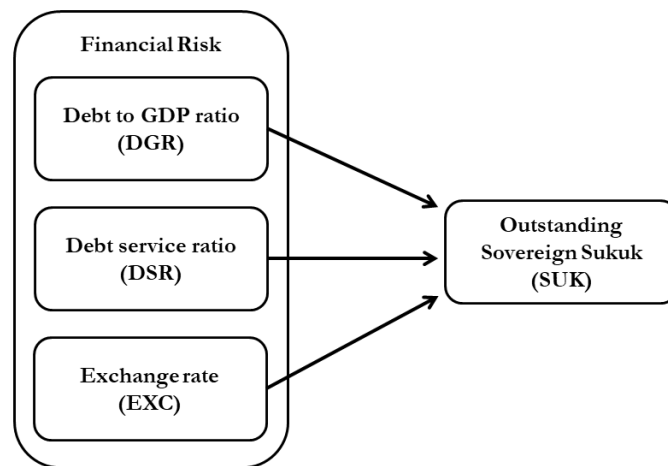 Financial Risk
Debt to GDP ratio
(DGR)
Debt service ratio
(DSR)
Exchange rate
(EXC)
Outstanding
Sovereign Sukuk
(SUK)